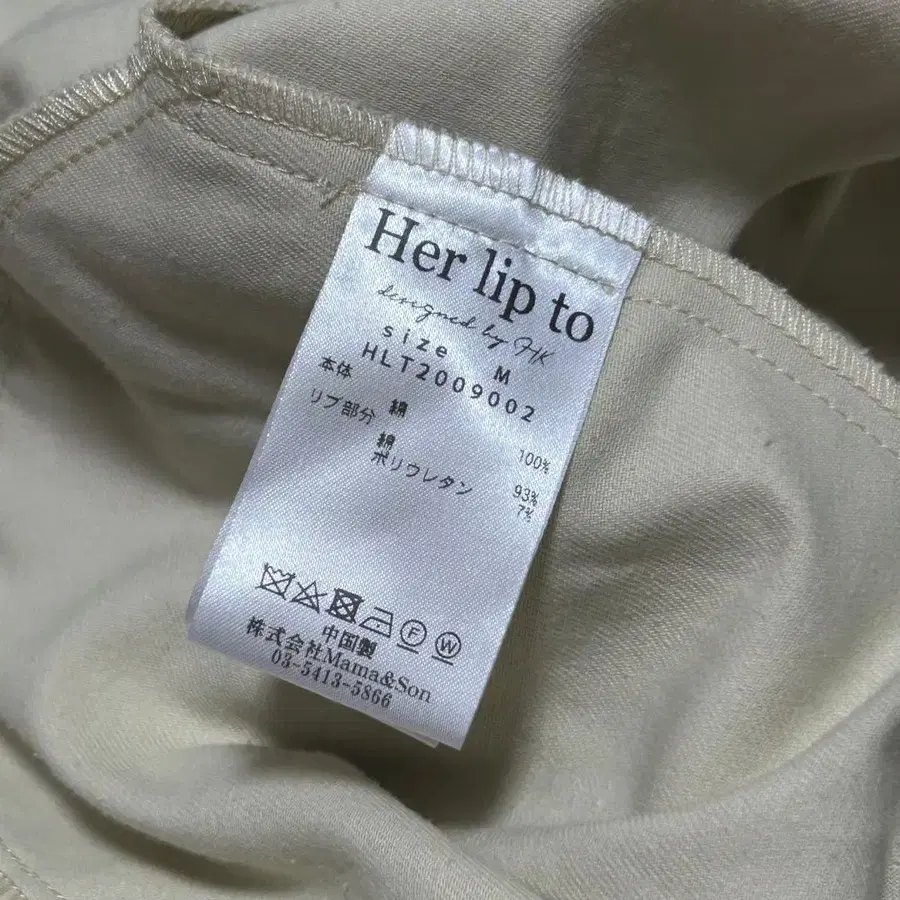 Her lip to
designed by HK
size M
HLT2009002
本体
綿 100%
リブ部分
綿 93%
ポリウレタン 7%
F W
中国製
株式会社Mama&Son
03-5413-5866